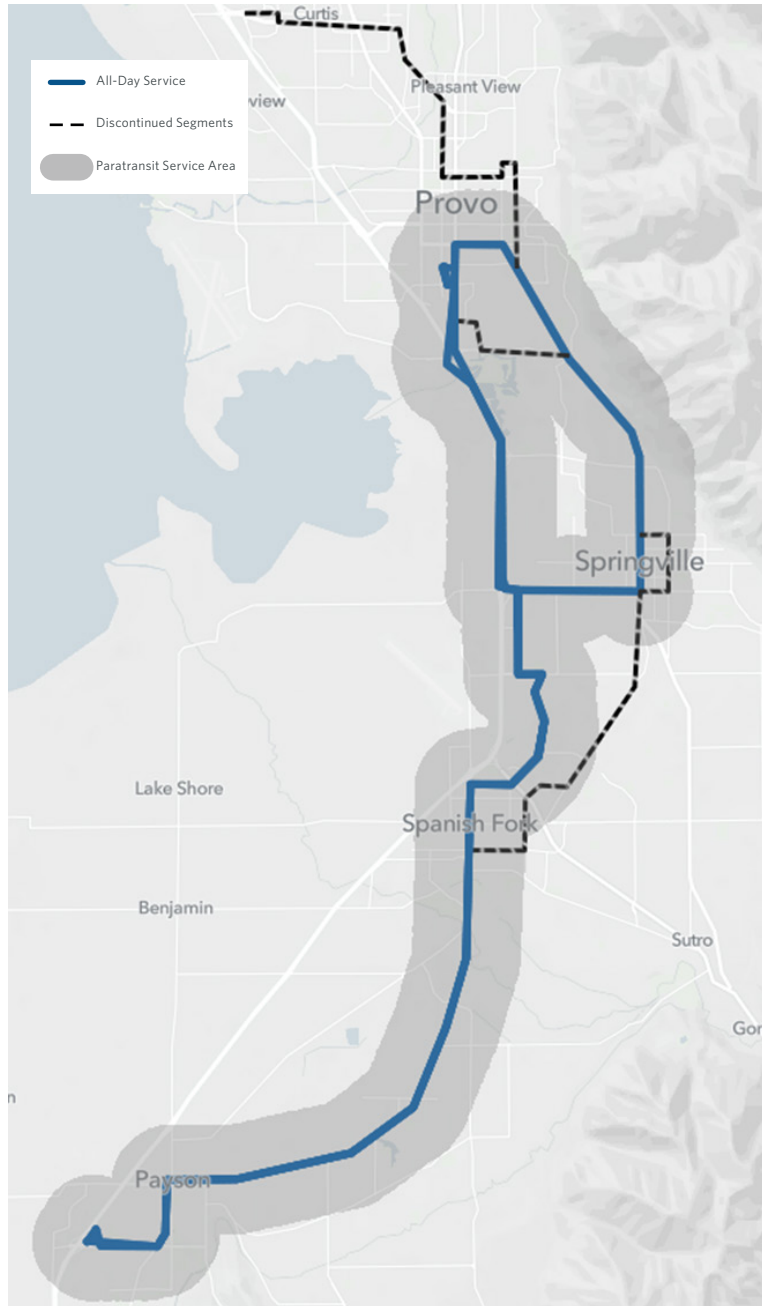 Curtis
All-Day Service
Pleasant View
view
Discontinued Segments
Paratransit Service Area
Provo
Springville
Lake Shore
Spanish Fork
Benjamin
Sutro
Gor
n
Payson